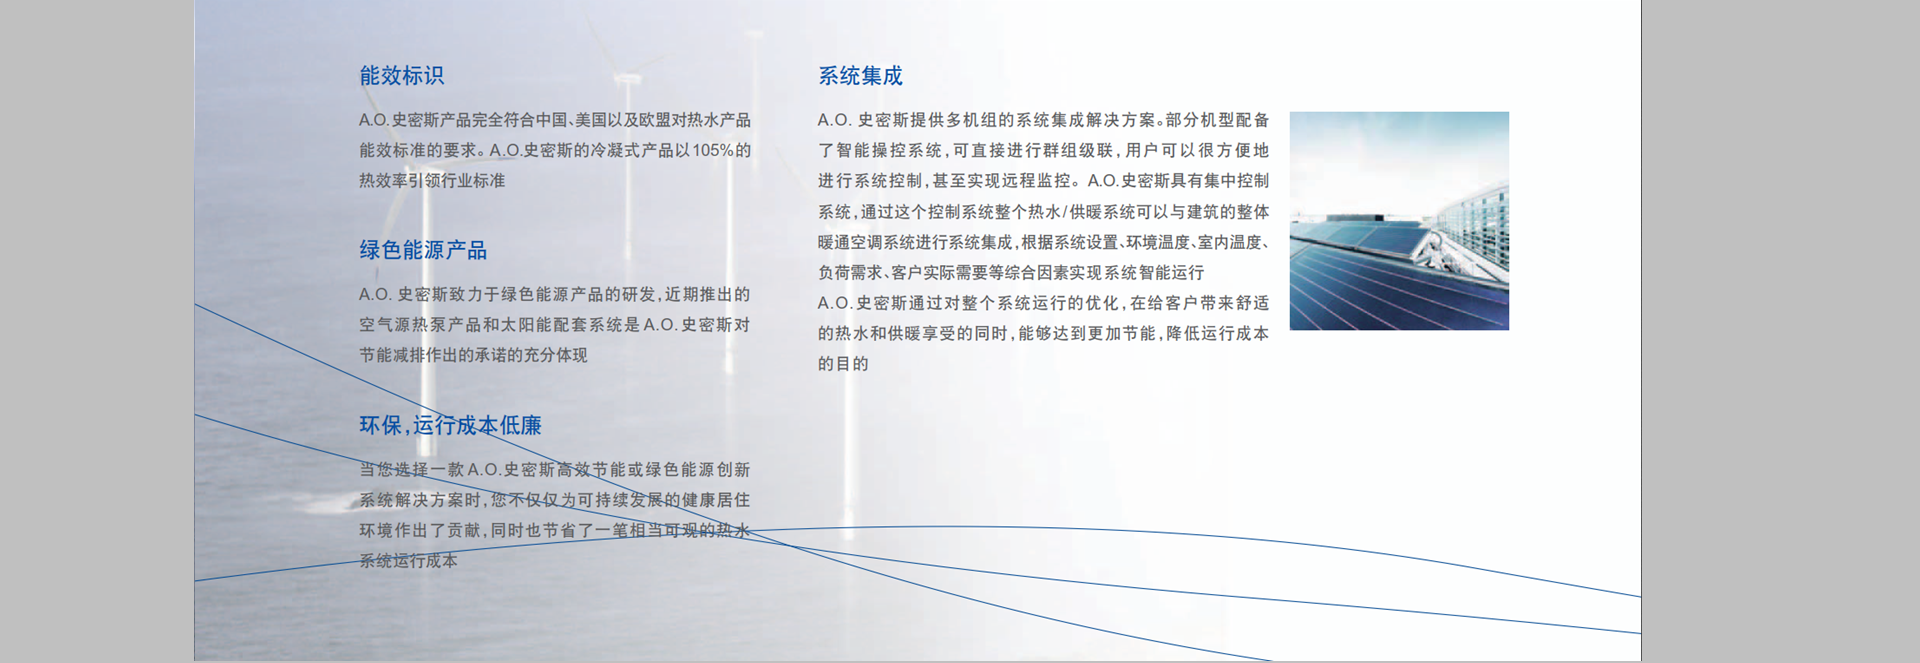 能效标识
A.O.史密斯产品完全符合中国、美国以及欧盟对热水产品
能效标准的要求。A.O.史密斯的冷凝式产品以105%的
热效率引领行业标准
绿色能源产品
A.O. 史密斯致力于绿色能源产品的研发,近期推出的
空气源热泵产品和太阳能配套系统是A.O.史密斯对
节能减排作出的承诺的充分体现
环保,运行成本低廉
当您选择一款A.O.史密斯高效节能或绿色能源创新
系统解决方案时,您不仅仅为可持续发展的健康居住
环境作出了贡献,同时也节省了一笔相当可观的热水
系统运行成本
系统集成
A.O. 史密斯提供多机组的系统集成解决方案。部分机型配备
了智能操控系统,可直接进行群组级联,用户可以很方便地
进行系统控制,甚至实现远程监控。A.O.史密斯具有集中控制
系统,通过这个控制系统整个热水/供暖系统可以与建筑的整体
暖通空调系统进行系统集成,根据系统设置、环境温度、室内温度、
负荷需求、客户实际需要等综合因素实现系统智能运行
A.O.史密斯通过对整个系统运行的优化,在给客户带来舒适
的热水和供暖享受的同时,能够达到更加节能,降低运行成本
的目的